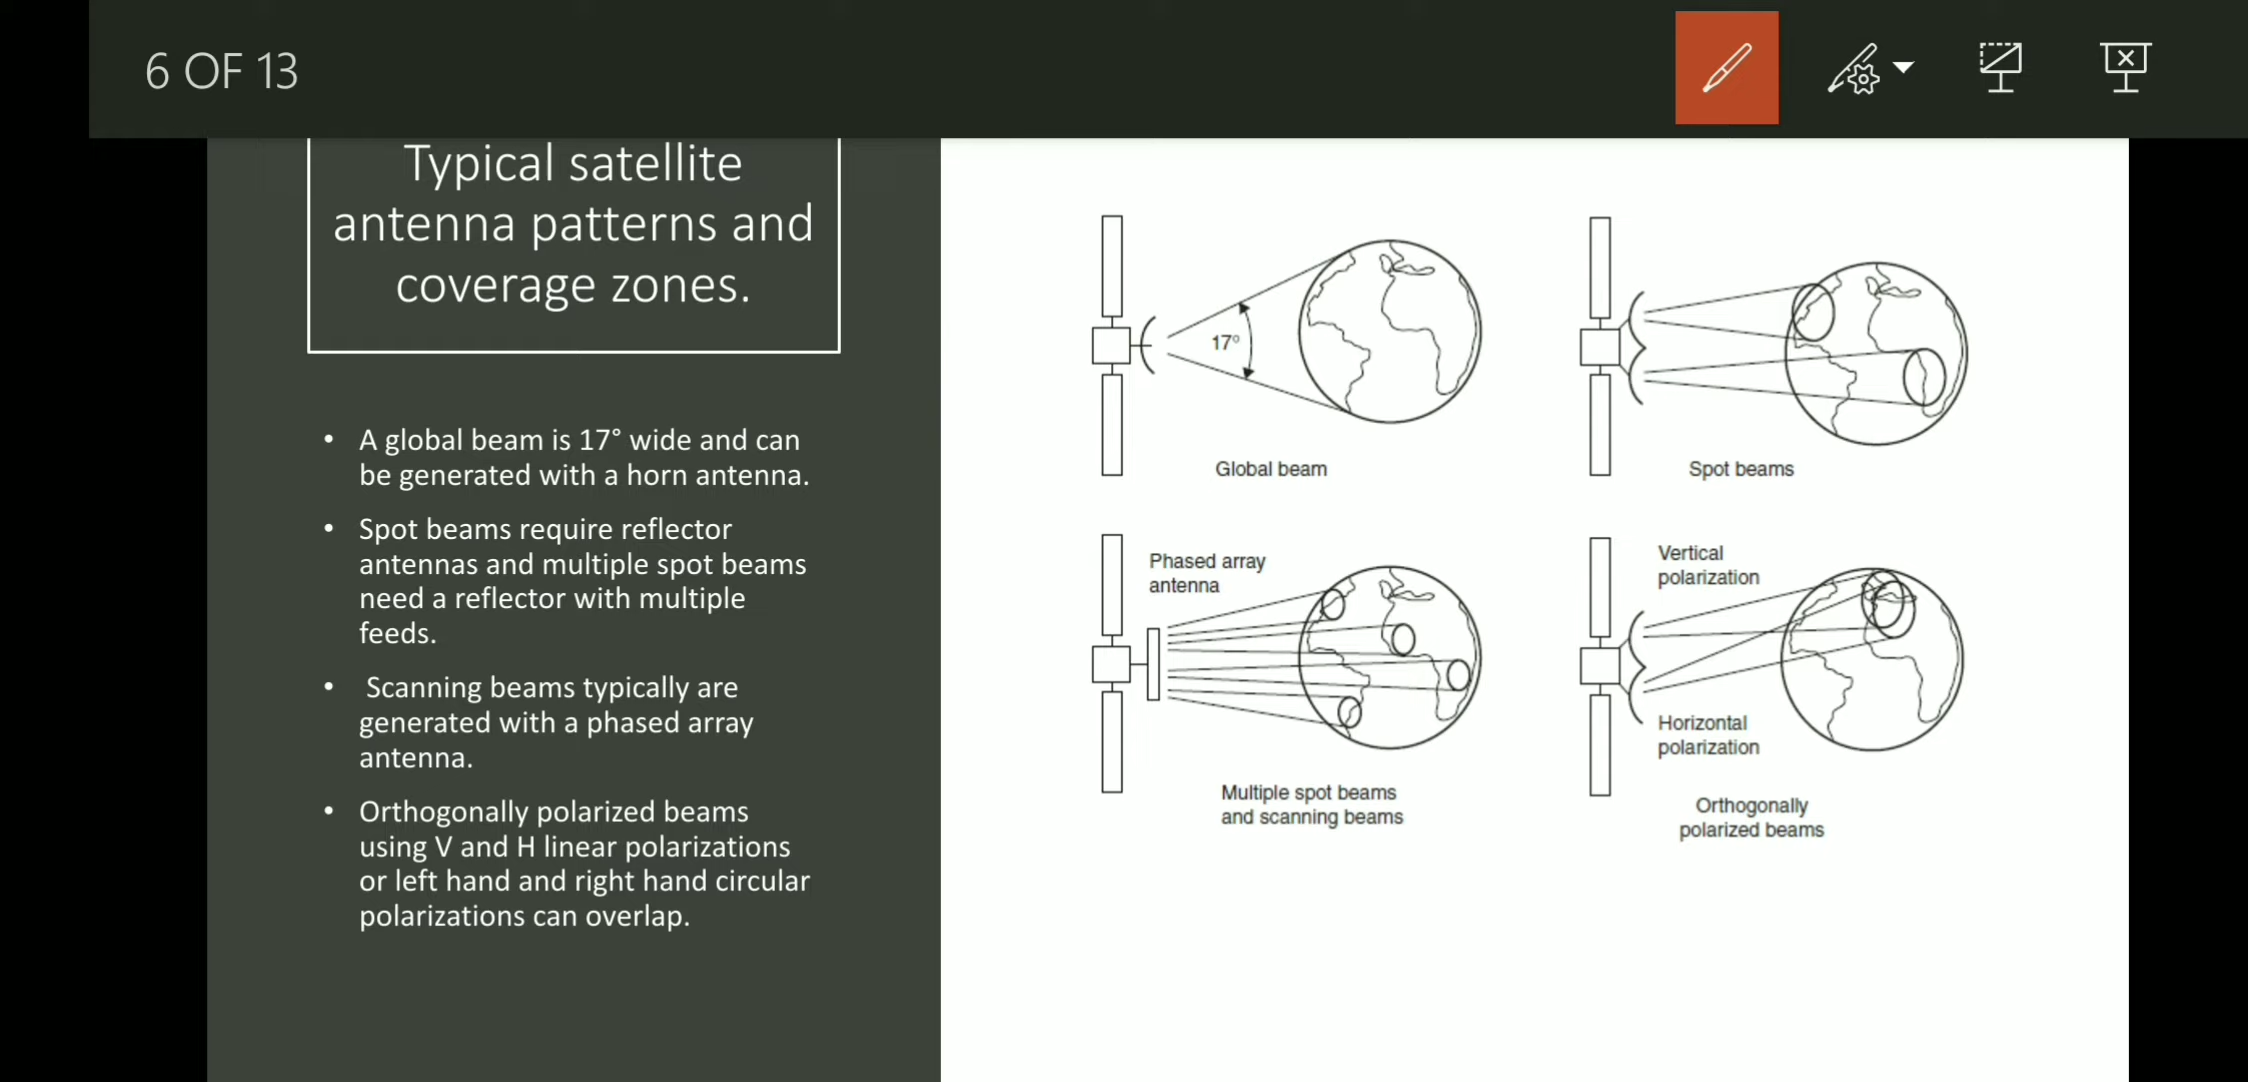 6 OF 13
Typical satellite
antenna patterns and
coverage zones.
• A global beam is 17° wide and can
be generated with a horn antenna.
• Spot beams require reflector
antennas and multiple spot beams
need a reflector with multiple
feeds.
• Scanning beams typically are
generated with a phased array
antenna.
• Orthogonally polarized beams
using V and H linear polarizations
or left hand and right hand circular
polarizations can overlap.
17°
Global beam
Spot beams
Phased array
antenna
Multiple spot beams
and scanning beams
Vertical
polarization
Horizontal
polarization
Orthogonally
polarized beams